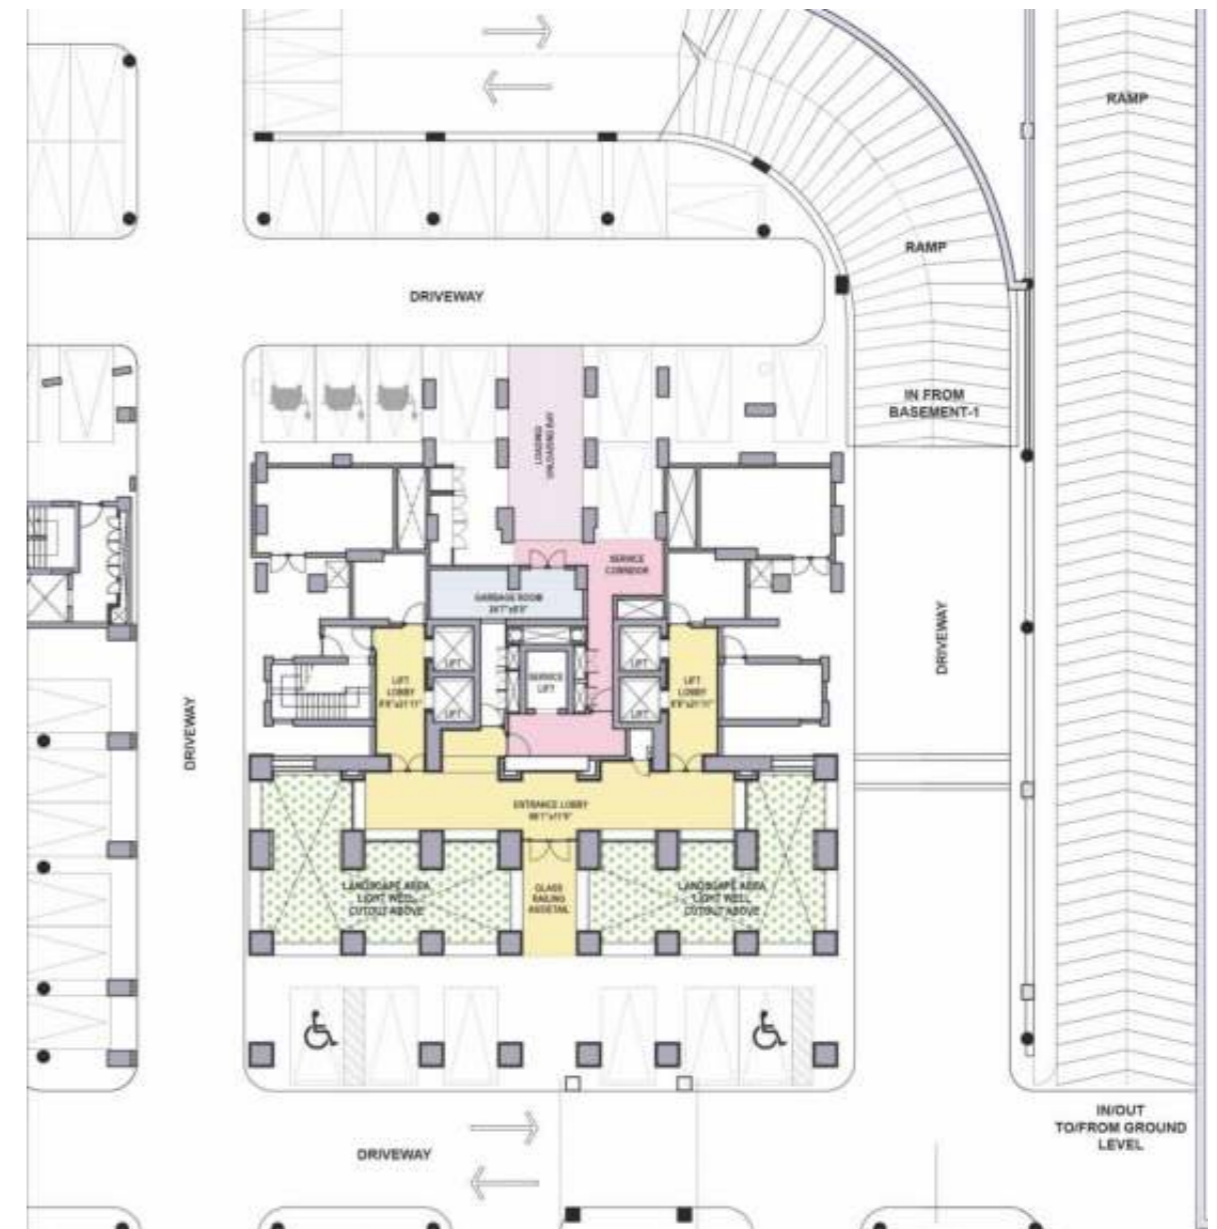 RAMP
RAMP
DRIVEWAY
IN FROM
BASEMENT-1
LOADING
UNLOADING BAY
SERVICE
CORRIDOR
GARBAGE ROOM
LIFT
LIFT
SERVICE
LIFT
LIFT
LIFT
LIFT
LOBBY
LIFT
LOBBY
DRIVEWAY
DRIVEWAY
ENTRANCE LOBBY
LANDSCAPE AREA
LIGHT WELL
CUTOUT ABOVE
GLASS
RAILING
LANDSCAPE AREA
LIGHT WELL
CUTOUT ABOVE
IN/OUT
TO/FROM GROUND
LEVEL
DRIVEWAY